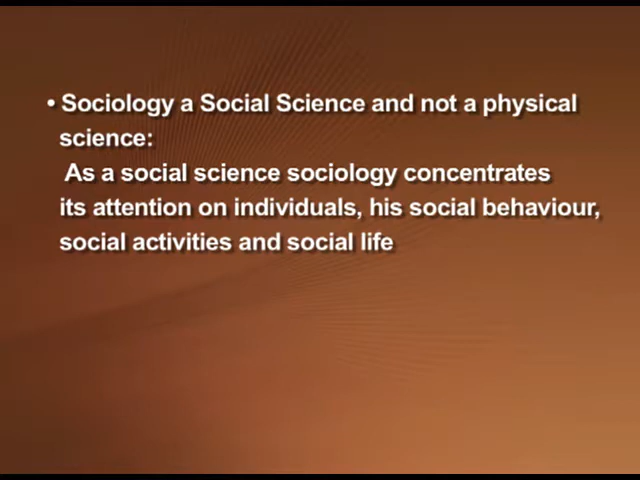 • Sociology a Social Science and not a physical
science:
As a social science sociology concentrates
its attention on individuals, his social behaviour,
social activities and social life